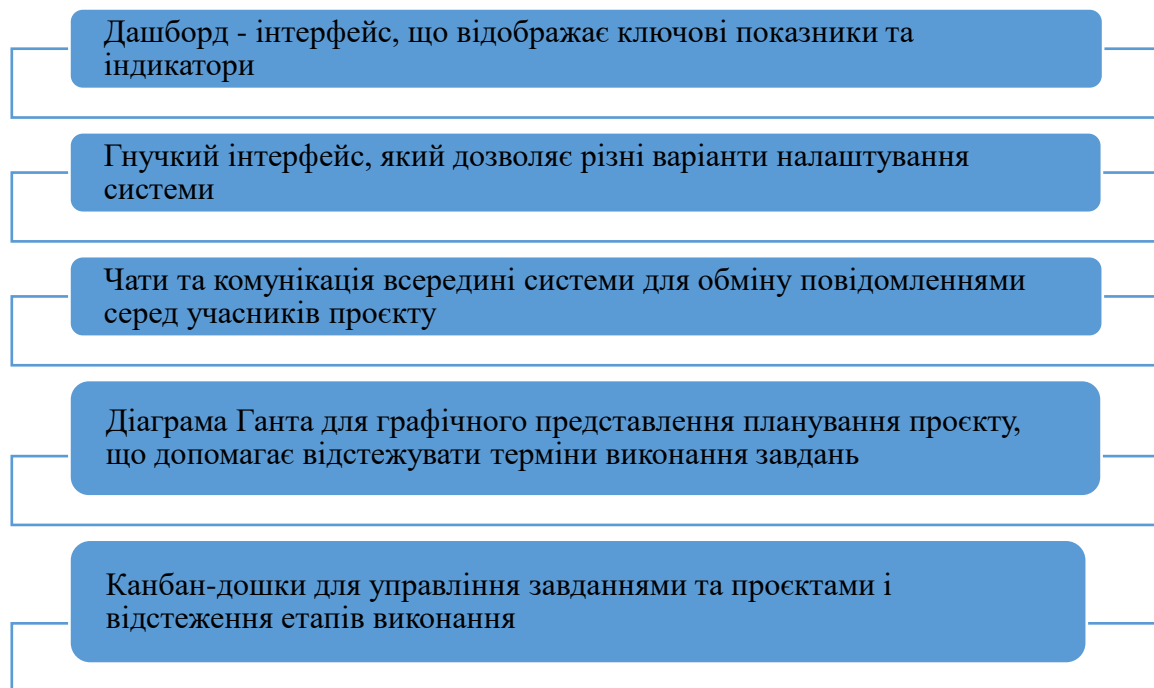 Дашборд - інтерфейс, що відображає ключові показники та
індикатори
Гнучкий інтерфейс, який дозволяє різні варіанти налаштування
системи
Чати та комунікація всередині системи для обміну повідомленнями
серед учасників проєкту
Діаграма Ганта для графічного представлення планування проєкту,
що допомагає відстежувати терміни виконання завдань
Канбан-дошки для управління завданнями та проєктами і
відстеження етапів виконання